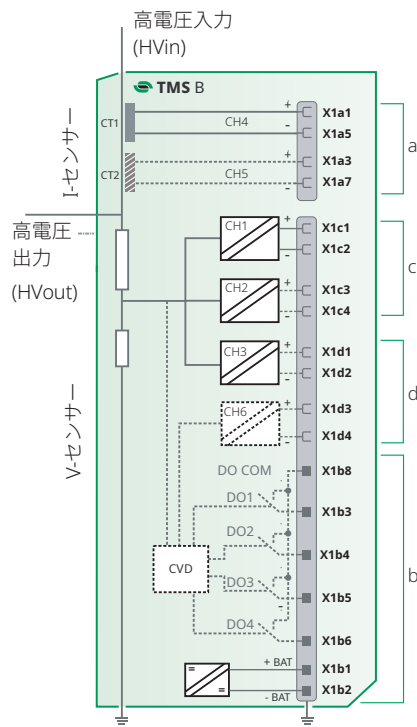 高電圧入力
(HVin)
TMS B
I-センサー
CT1
CH4
+
-
X1a1
X1a5
a
CT2
CH5
+
-
X1a3
X1a7
高電圧
出力
(HVout)
CH1
+
-
X1c1
X1c2
c
CH2
+
-
X1c3
X1c4
CH3
+
-
X1d1
X1d2
d
CH6
+
-
X1d3
X1d4
V-センサー
DO COM
X1b8
DO1
X1b3
DO2
X1b4
b
CVD
DO3
-
X1b5
DO4
X1b6
+ BAT
X1b1
=
=
- BAT
X1b2